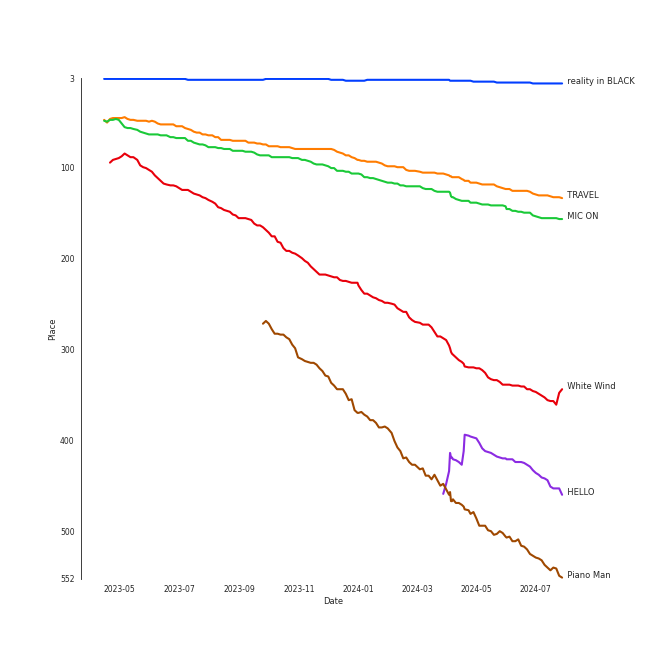 3
reality in BLACK
100
TRAVEL
MIC ON
200
Place
300
White Wind
400
HELLO
500
552
Piano Man
2023-05 2023-07 2023-09 2023-11 2024-01 2024-03 2024-05 2024-07
Date